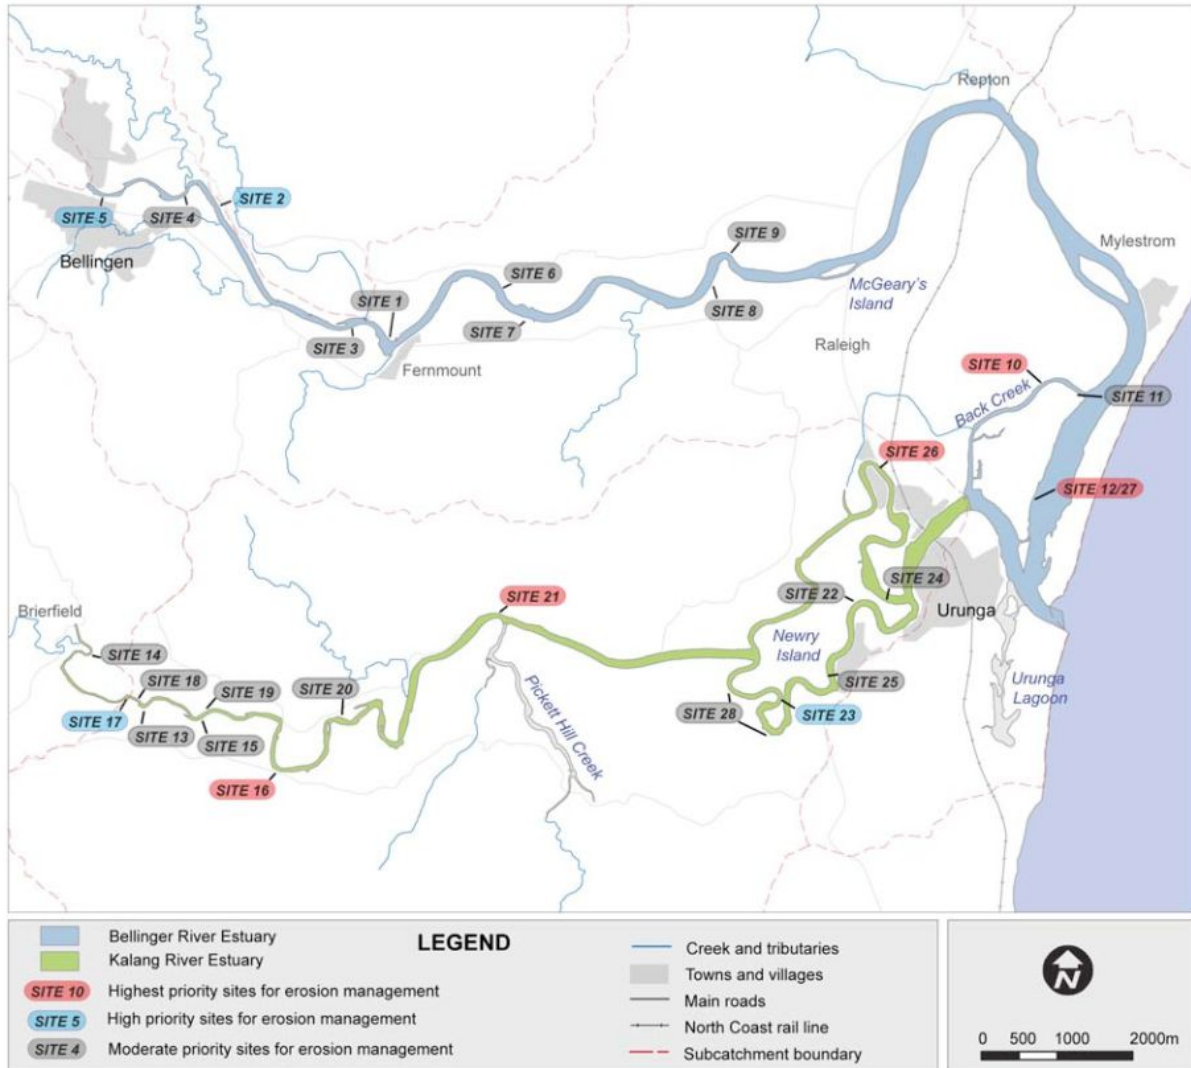 Repton
Mylestrom
SITE 2
SITE 5
SITE 4
Bellingen
SITE 9
SITE 6
SITE 1
McGeary's
Island
SITE 8
SITE 7
SITE 3
Raleigh
Fernmount
SITE 10
Back Creek
SITE 11
SITE 26
SITE 12/27
SITE 24
SITE 22
SITE 21
Urunga
Brierfield
Newry
Island
SITE 14
SITE 18
SITE 19
SITE 20
SITE 25
Urunga
Lagoon
Pickett Hill Creek
SITE 17
SITE 13
SITE 15
SITE 28
SITE 23
SITE 16
LEGEND
Bellinger River Estuary
Kalang River Estuary
SITE 10 Highest priority sites for erosion management
SITE 5 High priority sites for erosion management
SITE 4 Moderate priority sites for erosion management
Creek and tributaries
Towns and villages
Main roads
North Coast rail line
Subcatchment boundary
N
0 500 1000 2000m